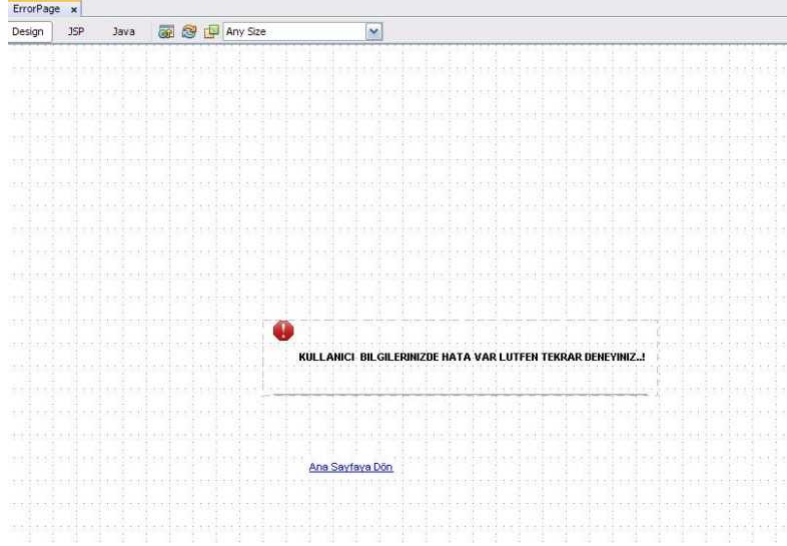 ErrorPage x
Design JSP Java Any Size
KULLANICI BILGILERINIZDE HATA VAR LUTFEN TEKRAR DENEYINIZ..!
Ana Sayfaya Dön